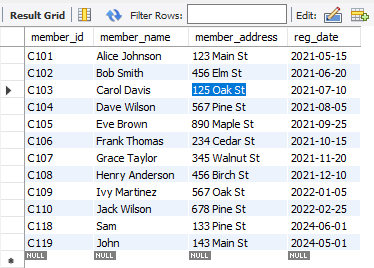 Result Grid Filter Rows: Edit:
member_id member_name member_address reg_date
C101 Alice Johnson 123 Main St 2021-05-15
C102 Bob Smith 456 Elm St 2021-06-20
C103 Carol Davis 125 Oak St 2021-07-10
C104 Dave Wilson 567 Pine St 2021-08-05
C105 Eve Brown 890 Maple St 2021-09-25
C106 Frank Thomas 234 Cedar St 2021-10-15
C107 Grace Taylor 345 Walnut St 2021-11-20
C108 Henry Anderson 456 Birch St 2021-12-10
C109 Ivy Martinez 567 Oak St 2022-01-05
C110 Jack Wilson 678 Pine St 2022-02-25
C118 Sam 133 Pine St 2024-06-01
C119 John 143 Main St 2024-05-01
NULL NULL NULL NULL